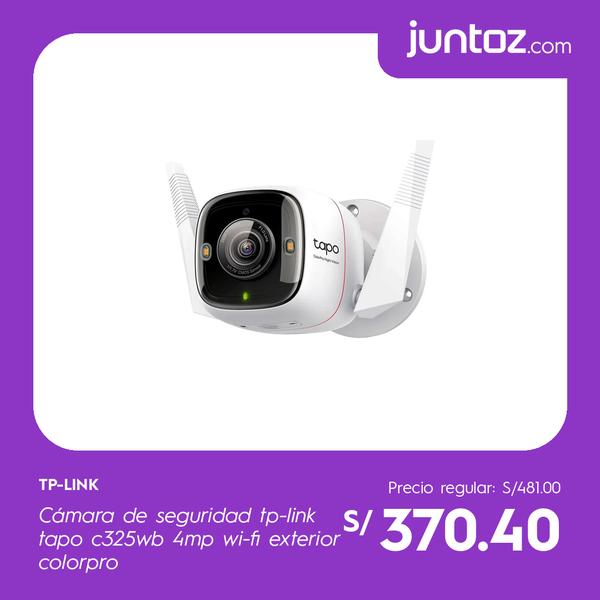 juntoz.com
tapo
TP-LINK
Precio regular: S/481.00
Cámara de seguridad tp-link
tapo c325wb 4mp wi-fi exterior
colorpro
S/ 370.40